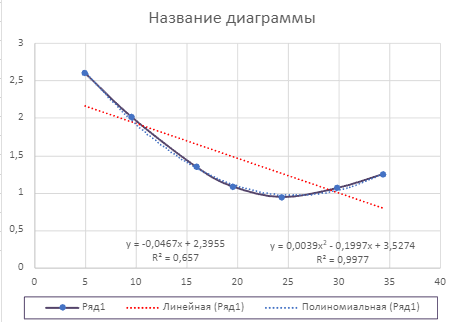 Название диаграммы
3
2,5
2
1,5
1
0,5
0
y = -0,0467x + 2,3955
R² = 0,657
y = 0,0039x² - 0,1997x + 3,5274
R² = 0,9977
0 5 10 15 20 25 30 35 40
Ряд1 Линейная (Ряд1) Полиномиальная (Ряд1)